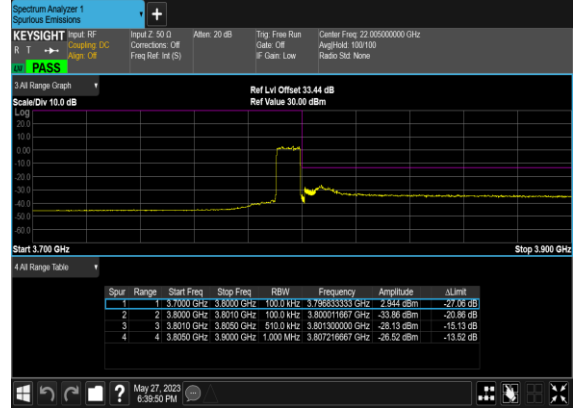 Spectrum Analyzer 1
Spurious Emissions
+
KEYSIGHT Input: RF
R T Coupling: DC
Align: Off
Input Z: 50 Ω
Corrections: Off
Freq Ref: Int (S)
Atten: 20 dB
Trig: Free Run
Gate: Off
IF Gain: Low
Center Freq: 22.005000000 GHz
Avg|Hold: 100/100
Radio Std: None
PASS
3 All Range Graph
Scale/Div 10.0 dB
Ref Lvl Offset 33.44 dB
Ref Value 30.00 dBm
Log
20.0
10.0
0.00
-10.0
-20.0
-30.0
-40.0
-50.0
-60.0
Start 3.700 GHz Stop 3.900 GHz
4 All Range Table
Spur Range Start Freq Stop Freq RBW Frequency Amplitude ΔLimit
1 1 3.7000 GHz 3.8000 GHz 100.0 kHz 3.796833333 GHz 2.944 dBm -27.06 dB
2 2 3.8000 GHz 3.8010 GHz 100.0 kHz 3.800011667 GHz -33.86 dBm -20.86 dB
3 3 3.8010 GHz 3.8050 GHz 510.0 kHz 3.801300000 GHz -28.13 dBm -15.13 dB
4 4 3.8050 GHz 3.9000 GHz 1.000 MHz 3.807216667 GHz -26.52 dBm -13.52 dB
? May 27, 2023
6:39:50 PM